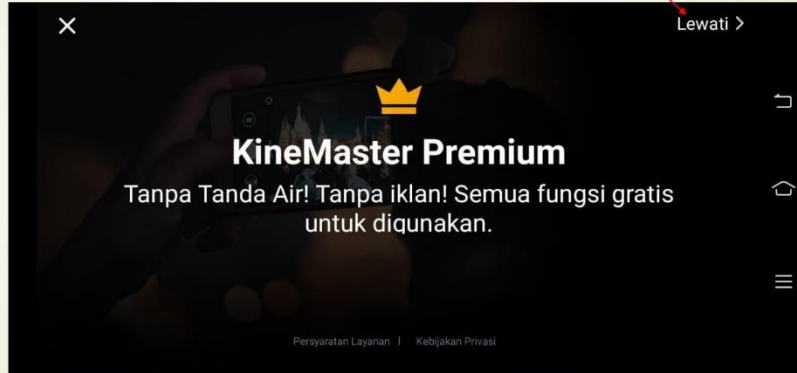 Lewati >
KineMaster Premium
Tanpa Tanda Air! Tanpa iklan! Semua fungsi gratis
untuk digunakan.
Persyaratan Layanan | Kebijakan Privasi